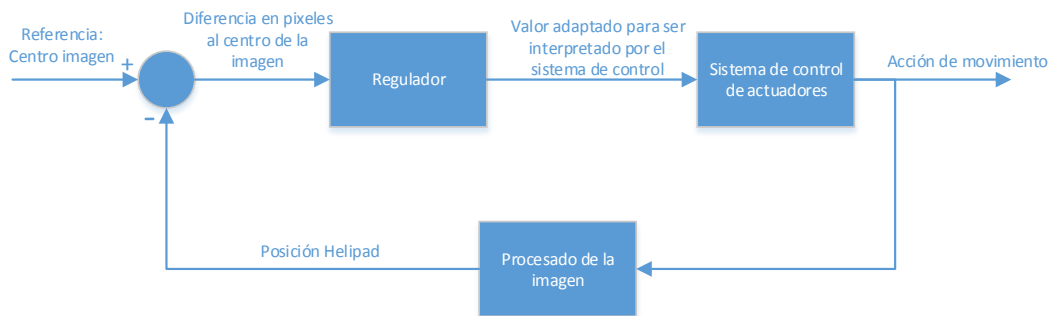 Referencia:
Centro imagen
+
−
Diferencia en pixeles
al centro de la
imagen
Regulador
Valor adaptado para ser
interpretado por el
sistema de control
Sistema de control
de actuadores
Acción de movimiento
Posición Helipad
Procesado de la
imagen